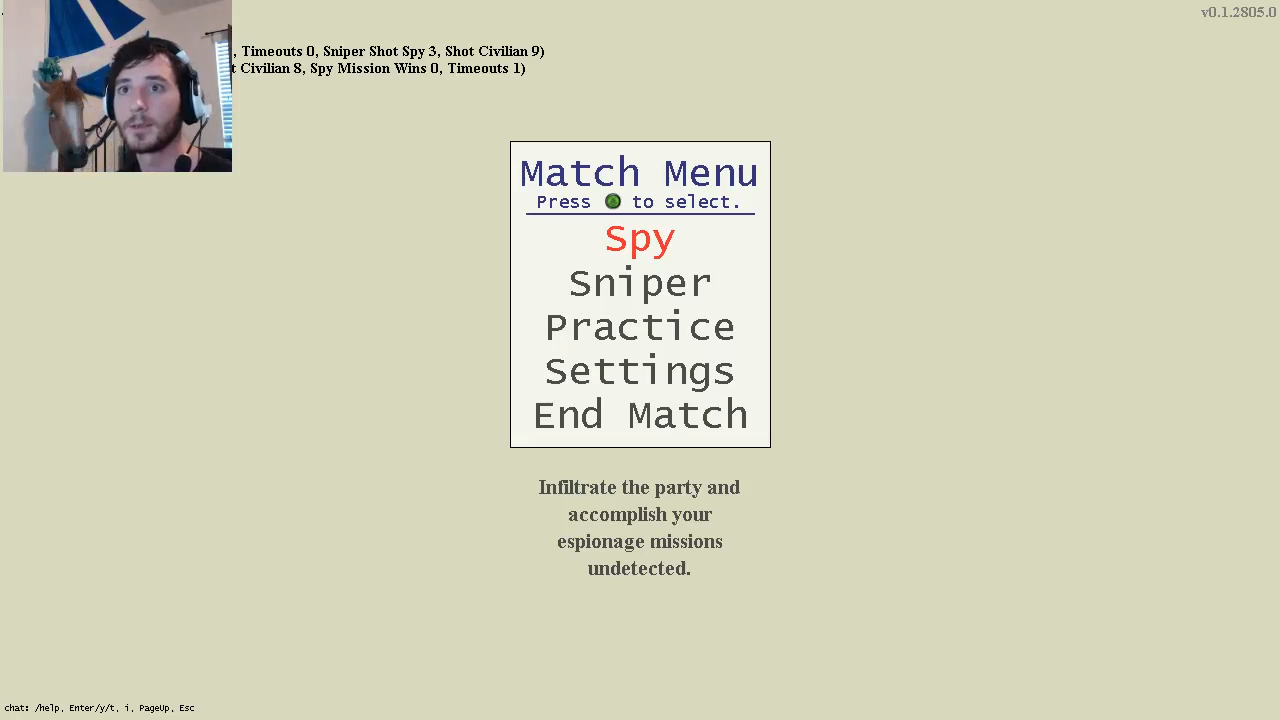 v0.1.2805.0
, Timeouts 0, Sniper Shot Spy 3, Shot Civilian 9)
t Civilian 8, Spy Mission Wins 0, Timeouts 1)
Match Menu
Press to select.
Spy
Sniper
Practice
Settings
End Match
Infiltrate the party and
accomplish your
espionage missions
undetected.
chat: /help, Enter/y/t, i, PageUp, Esc